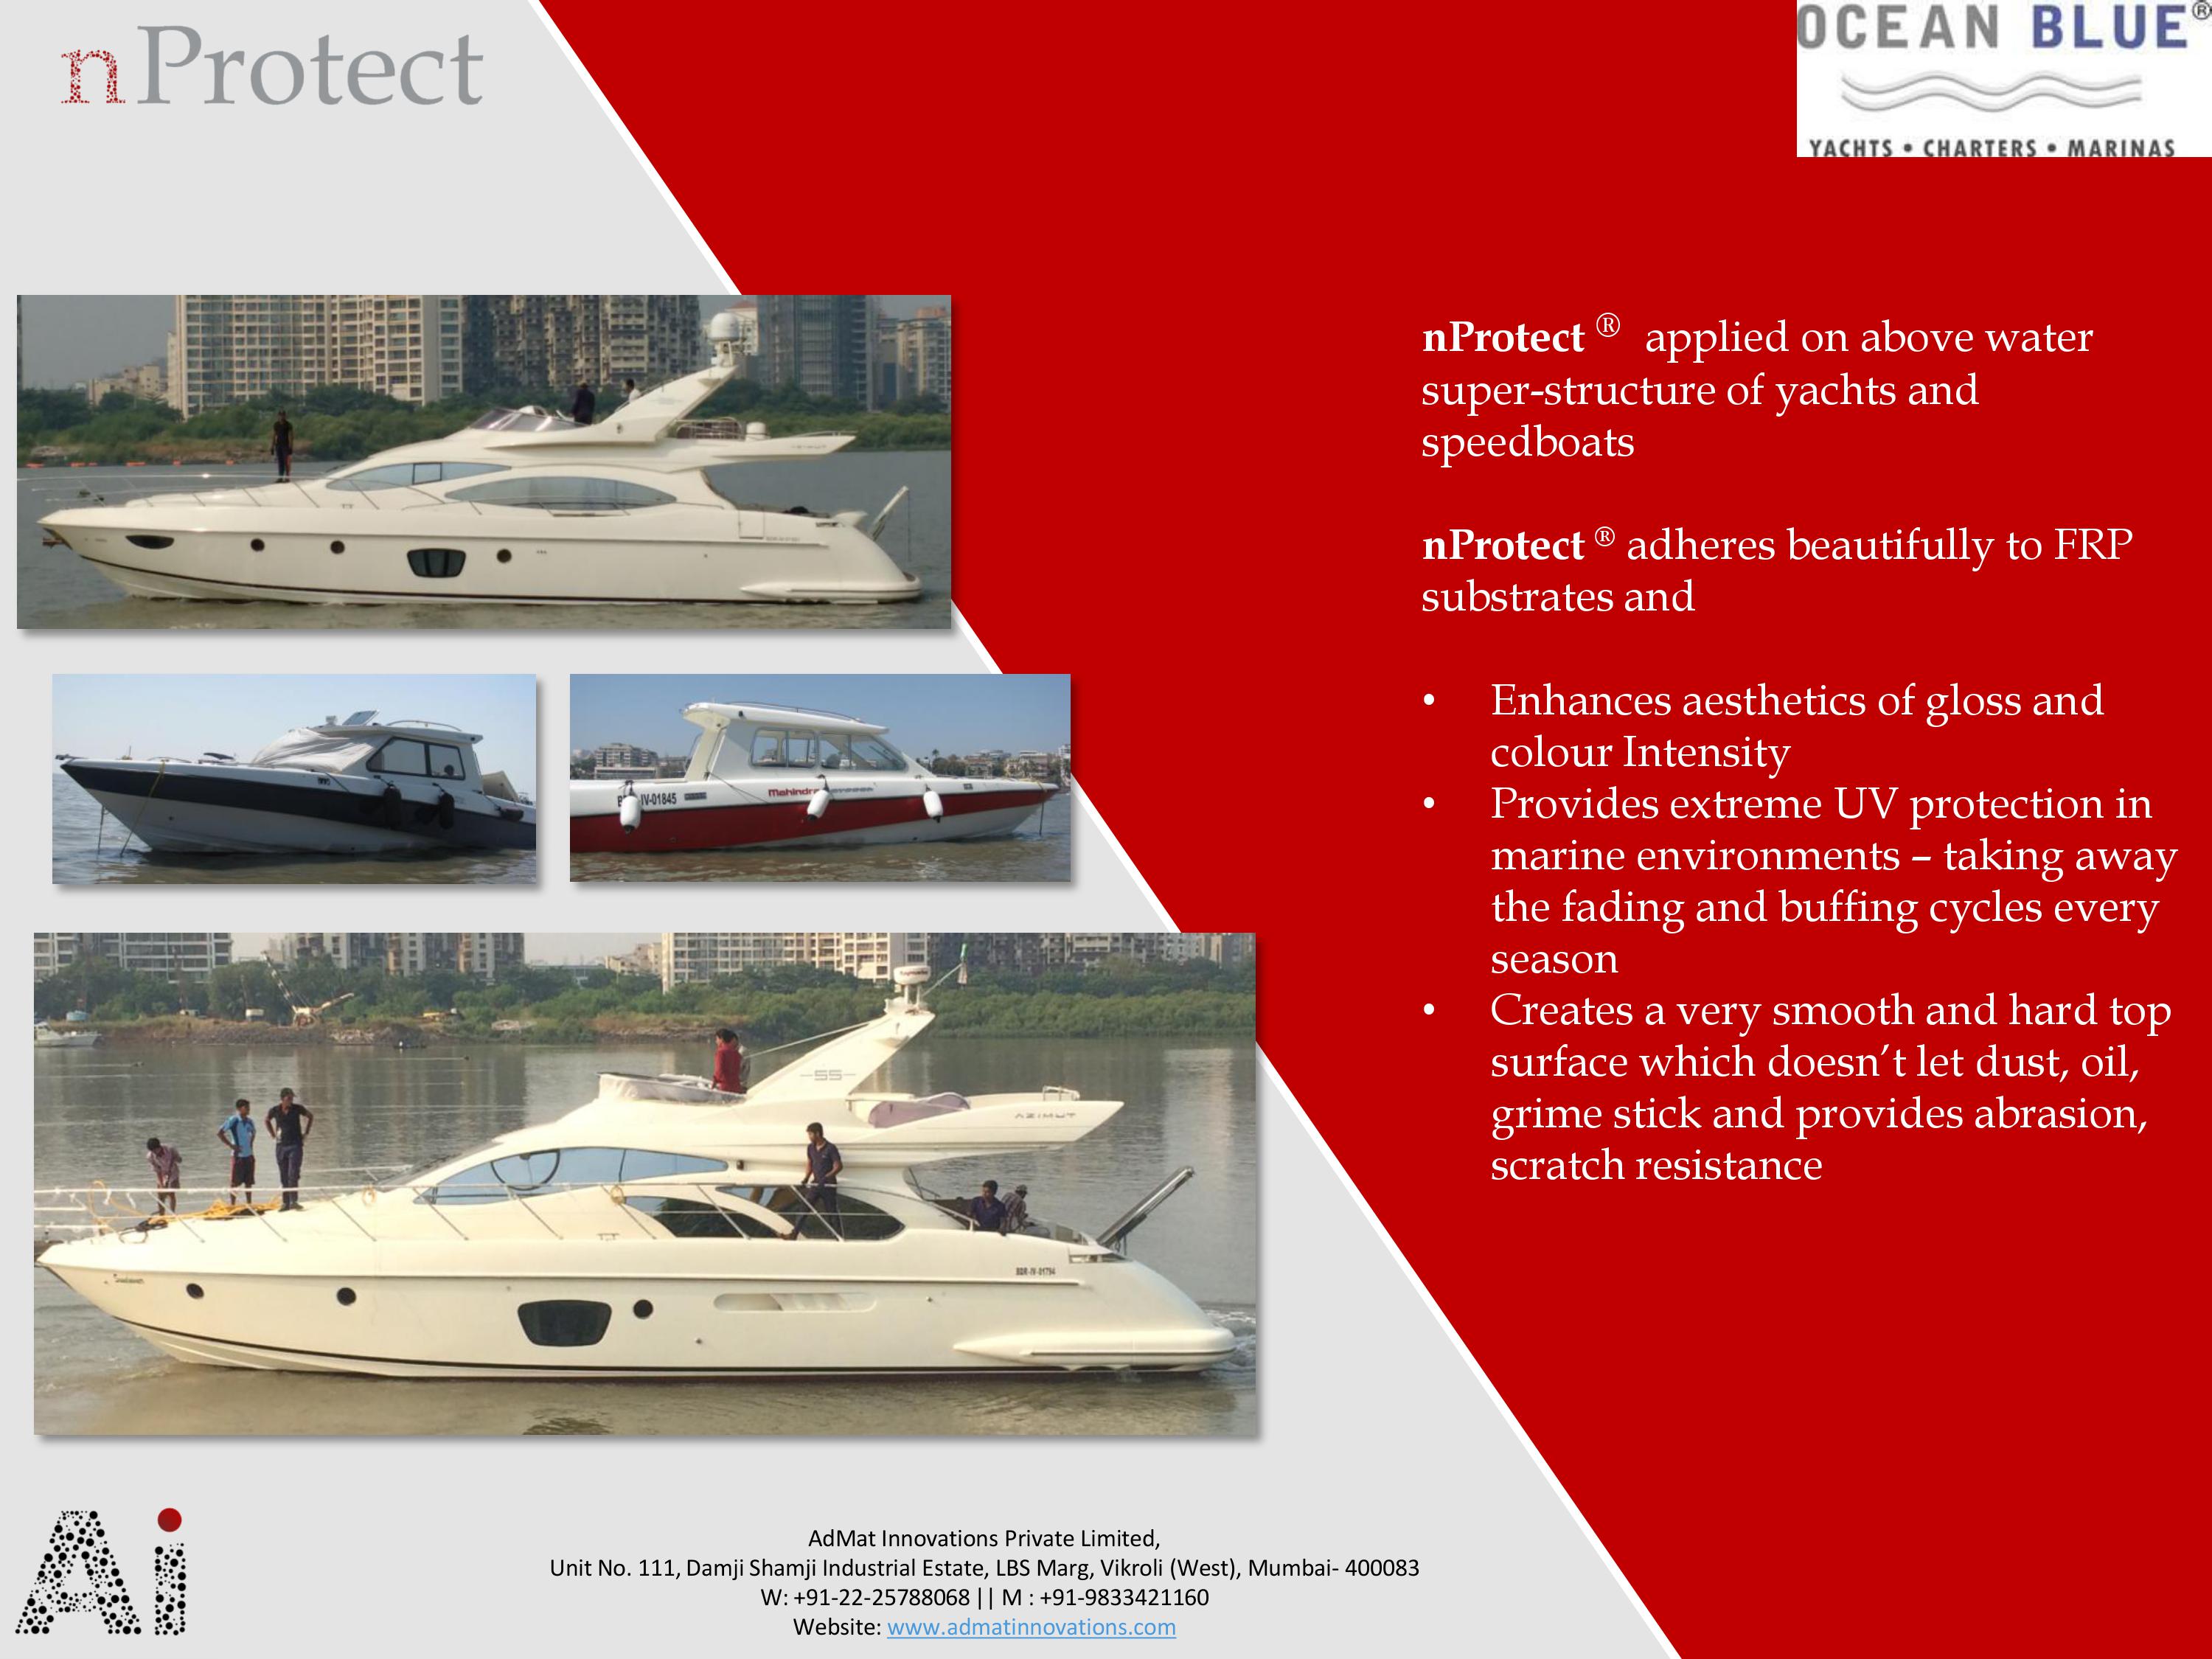 nProtect
OCEAN BLUE®
YACHTS • CHARTERS • MARINAS
nProtect ® applied on above water
super-structure of yachts and
speedboats
nProtect ® adheres beautifully to FRP
substrates and
• Enhances aesthetics of gloss and
colour Intensity
• Provides extreme UV protection in
marine environments – taking away
the fading and buffing cycles every
season
• Creates a very smooth and hard top
surface which doesn’t let dust, oil,
grime stick and provides abrasion,
scratch resistance
IV-01845
Mahindra
55
AZIMUT
BDR-IV-01794
Ai
AdMat Innovations Private Limited,
Unit No. 111, Damji Shamji Industrial Estate, LBS Marg, Vikroli (West), Mumbai- 400083
W: +91-22-25788068 || M : +91-9833421160
Website: www.admatinnovations.com